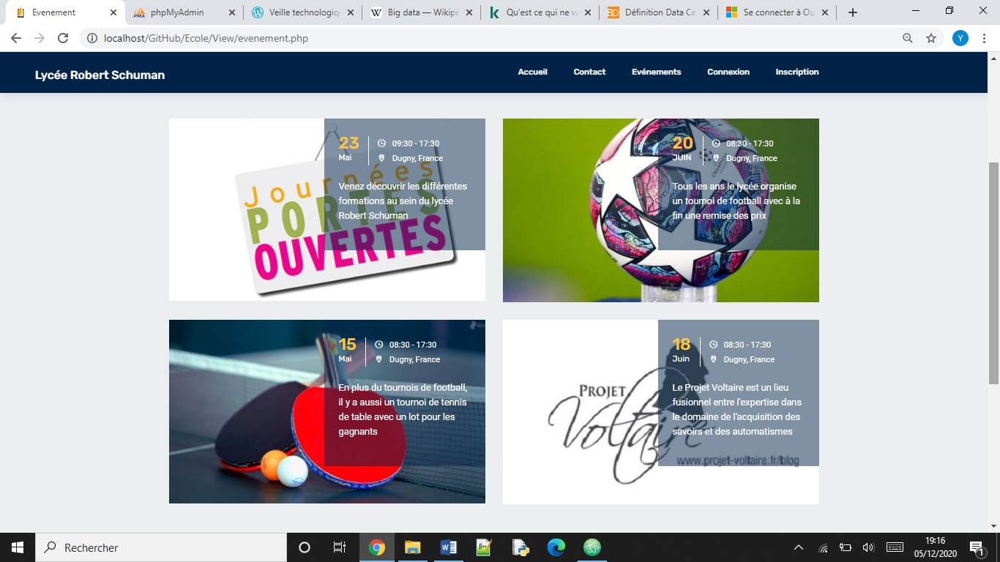 Evenement
phpMyAdmin
Veille technologiq
Big data — Wikipé
Qu'est ce qui ne va
Définition Data Ce
Se connecter à Ou
localhost/GitHub/Ecole/View/evenement.php
Y
Lycée Robert Schuman
Accueil
Contact
Evénements
Connexion
Inscription
23
Mai
09:30 - 17:30
Dugny, France
Venez découvrir les différentes
formations au sein du lycée
Robert Schuman
Journées
PORTES
OUVERTES
20
JUIN
08:30 - 17:30
Dugny, France
Tous les ans le lycée organise
un tournoi de football avec à la
fin une remise des prix
15
Mai
08:30 - 17:30
Dugny, France
En plus du tournois de football,
il y a aussi un tournoi de tennis
de table avec un lot pour les
gagnants
18
Juin
08:30 - 17:30
Dugny, France
Le Projet Voltaire est un lieu
fusionnel entre l'expertise dans
le domaine de l'acquisition des
savoirs et des automatismes
PROJET
Voltaire
www.projet-voltaire.fr/blog
Rechercher
19:16
05/12/2020
1